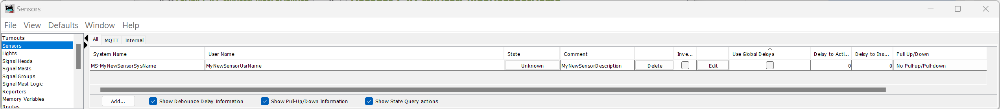 Sensors
File View Defaults Window Help
Turnouts
Sensors
Lights
Signal Heads
Signal Masts
Signal Groups
Signal Mast Logic
Reporters
Memory Variables
Routes
All MQTT Internal
System Name User Name State Comment Inve... Use Global Delays Delay to Acti... Delay to Ina... Pull-Up/Down
MS-MyNewSensorSysName MyNewSensorUsrName Unknown MyNewSensorDescription Delete Edit 0 0 No Pull-up/Pull-down
Add... Show Debounce Delay Information Show Pull-Up/Down Information Show State Query actions